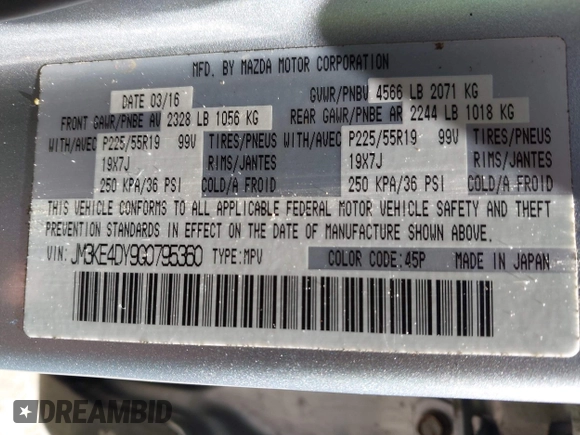 MFD. BY MAZDA MOTOR CORPORATION
DATE 03/16 GVWR/PNBV 4566 LB 2071 KG
FRONT GAWR/PNBE AV 2328 LB 1056 KG REAR GAWR/PNBE AR 2244 LB 1018 KG
WITH/AVEC P225/55R19 99V TIRES/PNEUS WITH/AVEC P225/55R19 99V TIRES/PNEUS
19X7J RIMS/JANTES 19X7J RIMS/JANTES
250 KPA/36 PSI COLD/A FROID 250 KPA/36 PSI COLD/A FROID
THIS VEHICLE CONFORMS TO ALL APPLICABLE FEDERAL MOTOR VEHICLE SAFETY AND THEFT
PREVENTION STANDARDS IN EFFECT ON THE DATE OF MANUFACTURE SHOWN ABOVE.
VIN: JM3KE4DY9G0795360 TYPE:MPV COLOR CODE:45P MADE IN JAPAN
DREAMBID